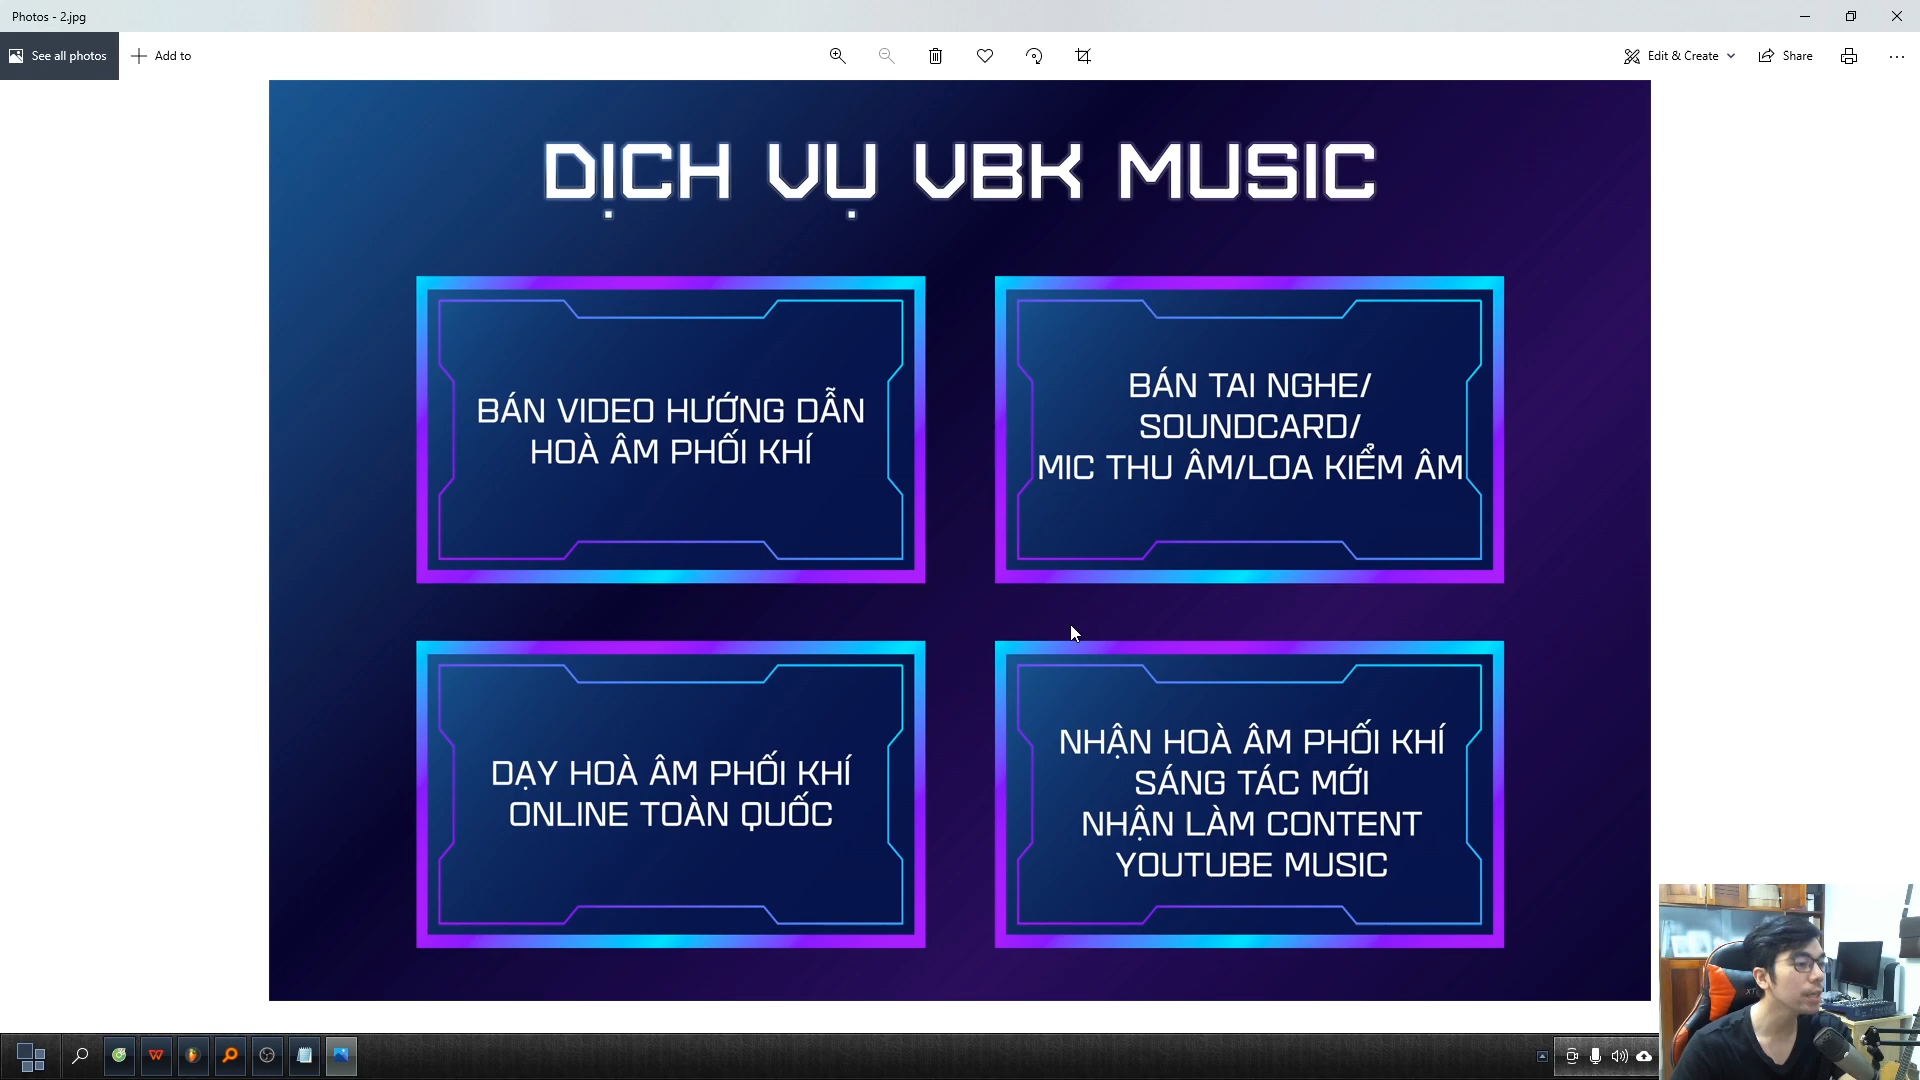 Photos - 2.jpg
See all photos
Add to
Edit & Create
Share
DỊCH VỤ VBK MUSIC
BÁN VIDEO HƯỚNG DẪN
HOÀ ÂM PHỐI KHÍ
BÁN TAI NGHE/
SOUNDCARD/
MIC THU ÂM/LOA KIỂM ÂM
DẠY HOÀ ÂM PHỐI KHÍ
ONLINE TOÀN QUỐC
NHẬN HOÀ ÂM PHỐI KHÍ
SÁNG TÁC MỚI
NHẬN LÀM CONTENT
YOUTUBE MUSIC